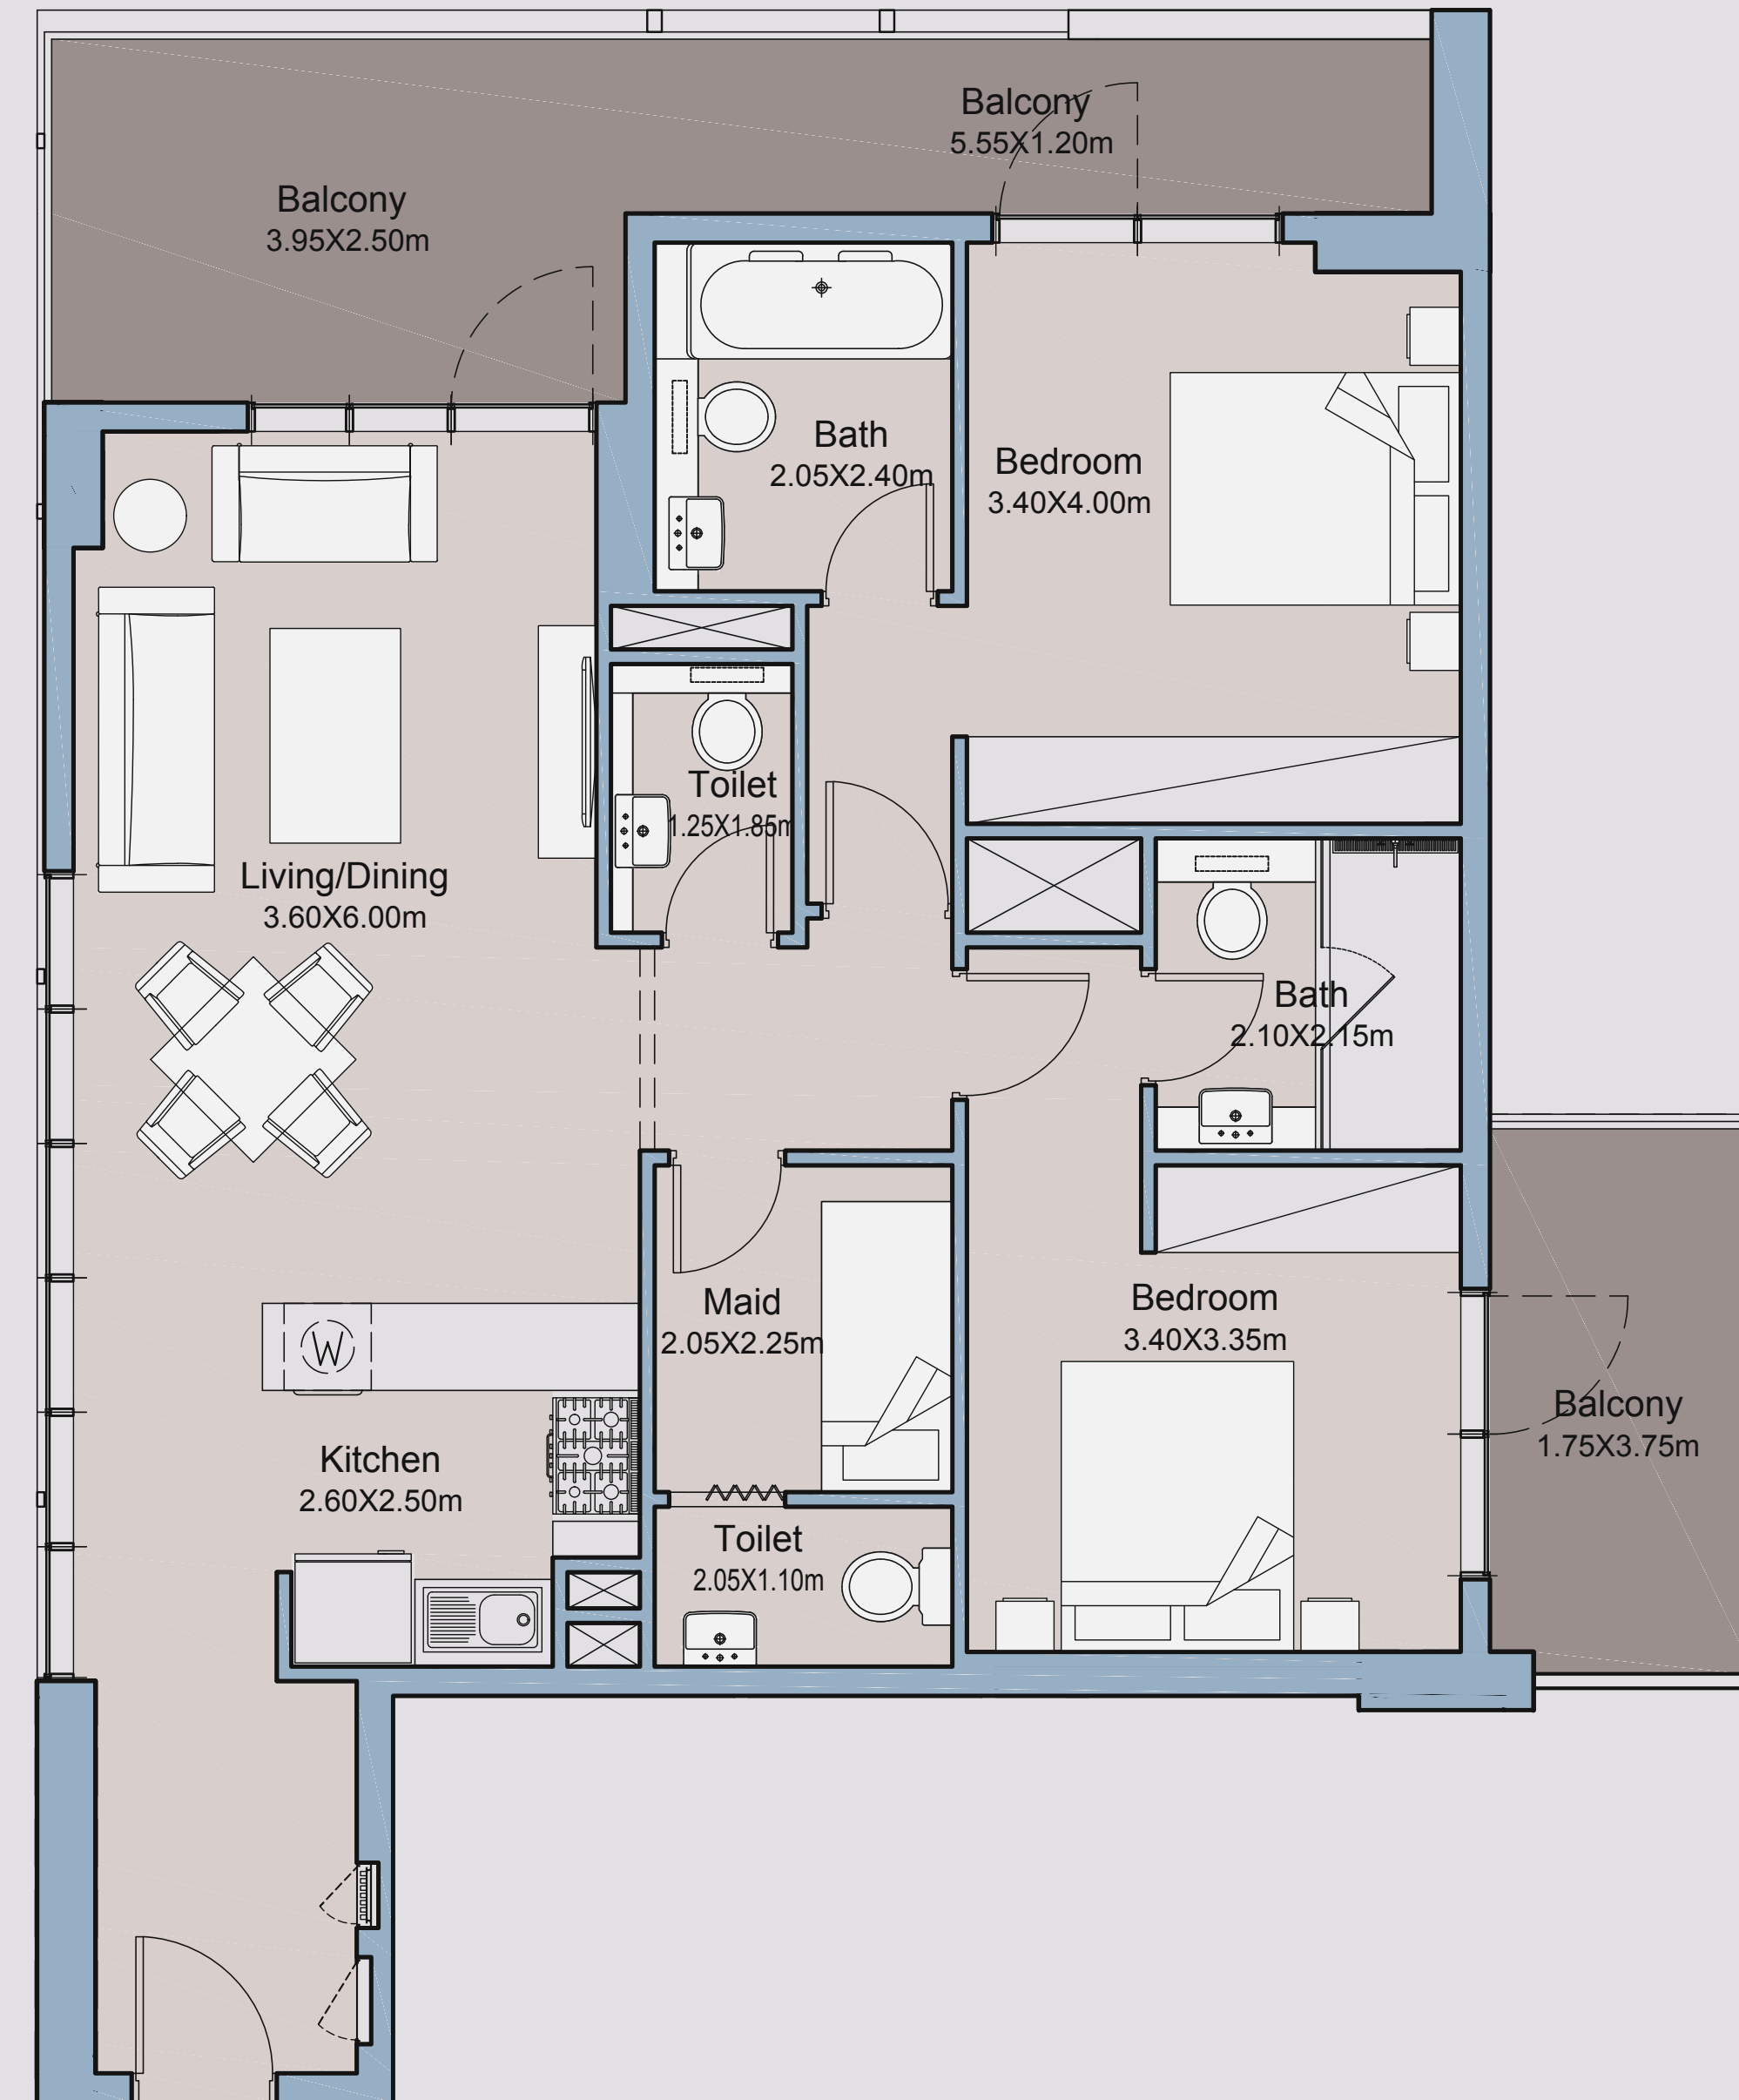 Balcony
5.55X1.20m
Balcony
3.95X2.50m
Bath
2.05X2.40m
Bedroom
3.40X4.00m
Toilet
1.25X1.85m
Living/Dining
3.60X6.00m
Bath
2.10X2.15m
Maid
2.05X2.25m
Bedroom
3.40X3.35m
W
Balcony
1.75X3.75m
Kitchen
2.60X2.50m
Toilet
2.05X1.10m